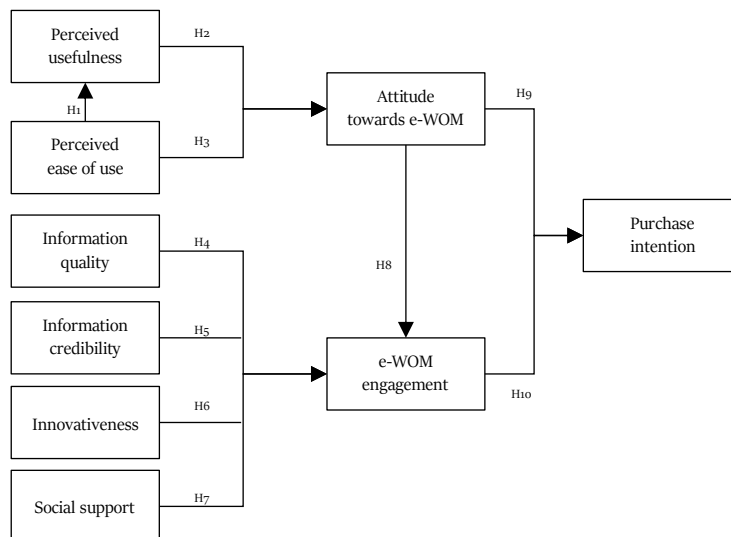 Perceived
usefulness
H2
H1
Perceived
ease of use
H3
Attitude
towards e-WOM
H9
Information
quality
H4
Purchase
intention
H8
Information
credibility
H5
e-WOM
engagement
H10
Innovativeness
H6
Social support
H7